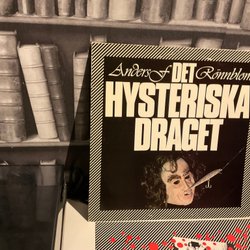 Anders F Rönnblom
DET
HYSTERISKA
DRAGET